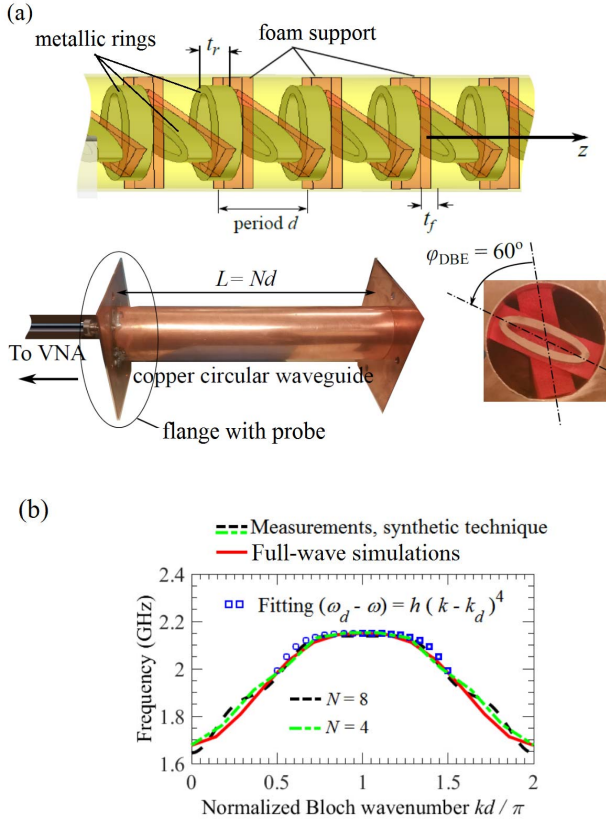 (a)
metallic rings
t_r
foam support
z
period d
t_f
φ_DBE = 60º
L = Nd
To VNA
copper circular waveguide
flange with probe
(b)
Measurements, synthetic technique
Full-wave simulations
Fitting (ω_d - ω) = h ( k - k_d )^4
N = 8
N = 4
Frequency (GHz)
2.4
2.2
2
1.8
1.6
0 0.5 1 1.5 2
Normalized Bloch wavenumber kd / π